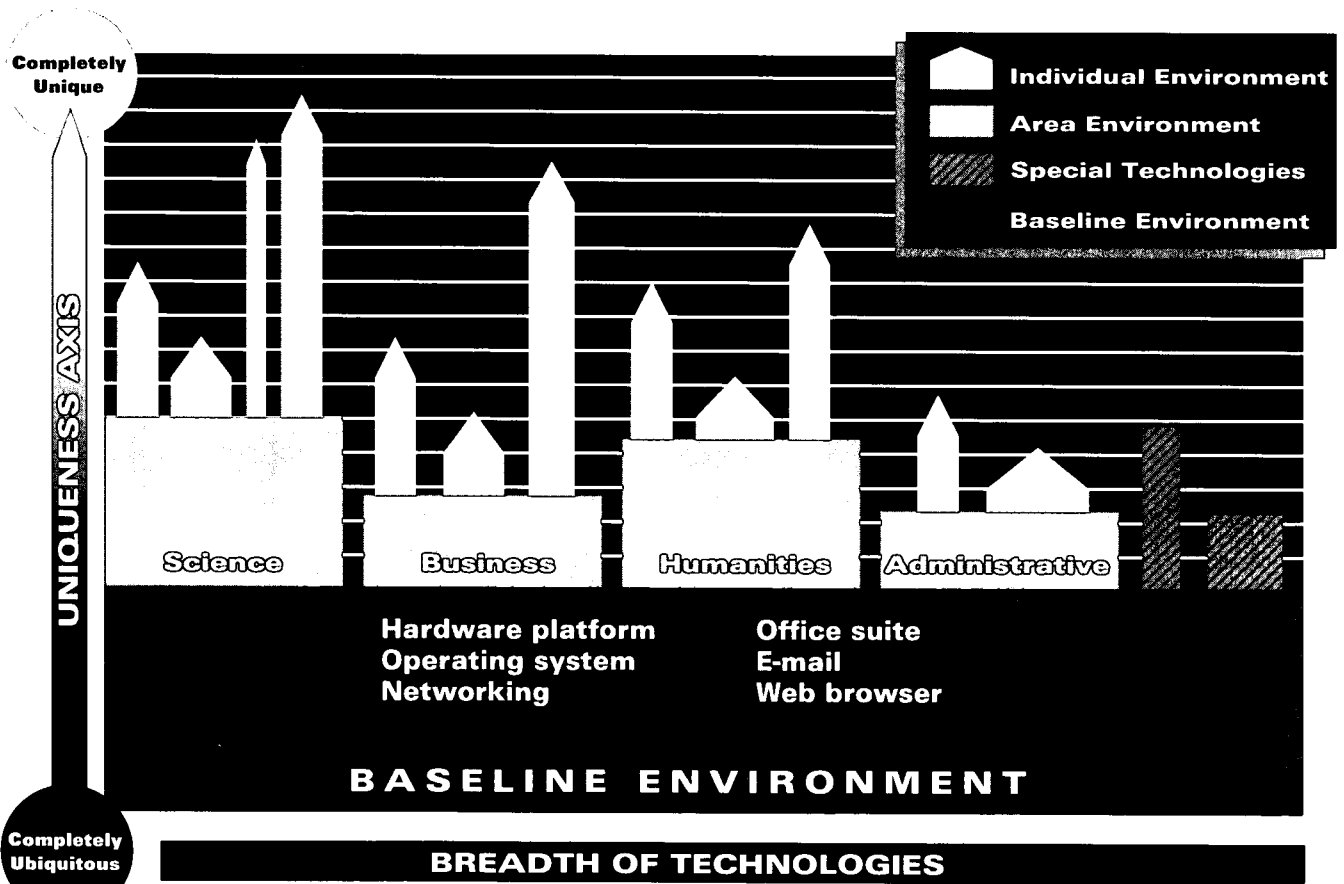 Completely
Unique
Individual Environment
Area Environment
Special Technologies
Baseline Environment
UNIQUENESS AXIS
Science
Business
Humanities
Administrative
Hardware platform
Operating system
Networking
Office suite
E-mail
Web browser
BASELINE ENVIRONMENT
Completely
Ubiquitous
BREADTH OF TECHNOLOGIES